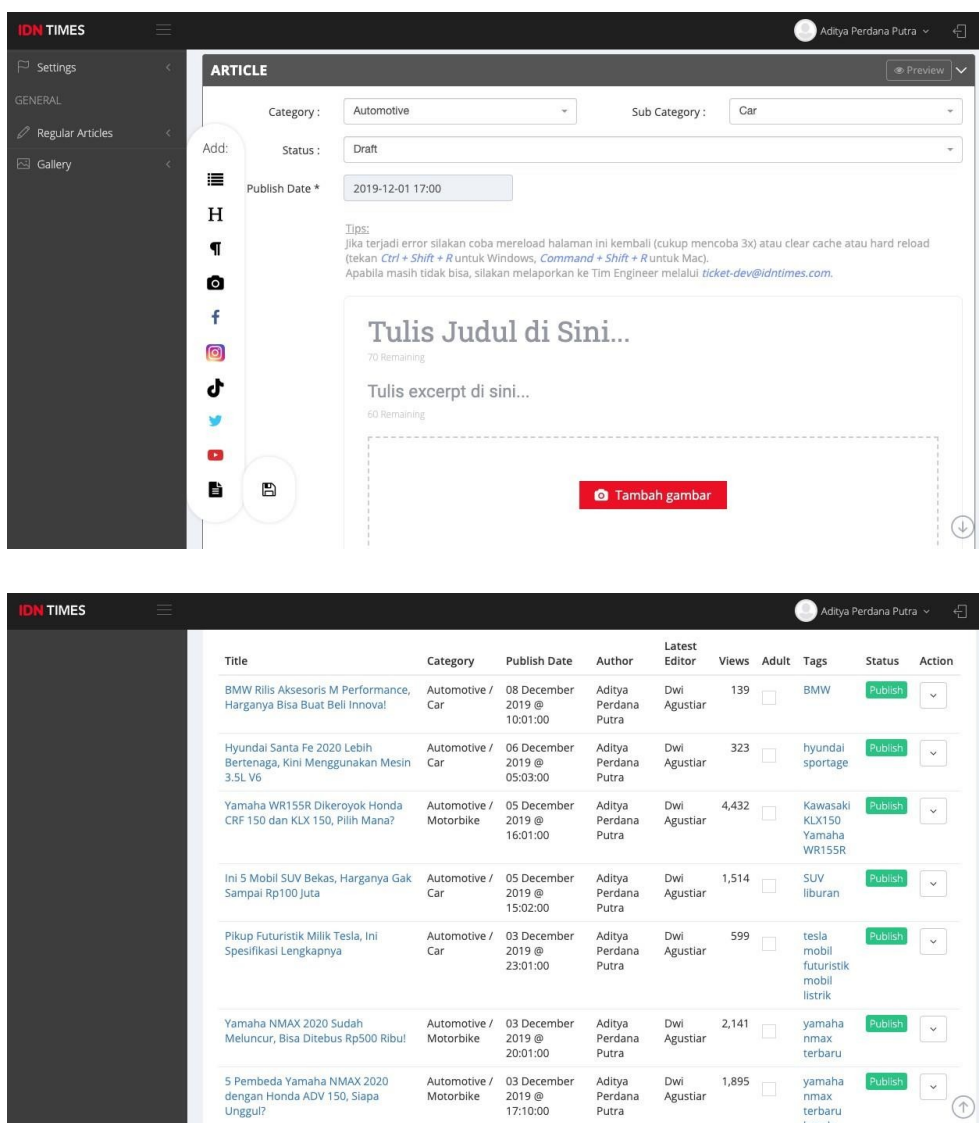 IDN TIMES
Aditya Perdana Putra
Settings
GENERAL
Regular Articles
Gallery
ARTICLE
Preview
Category :
Automotive
Sub Category :
Car
Add:
Status :
Draft
Publish Date *
2019-12-01 17:00
Tips:
Jika terjadi error silakan coba mereload halaman ini kembali (cukup mencoba 3x) atau clear cache atau hard reload
(tekan Ctrl + Shift + R untuk Windows, Command + Shift + R untuk Mac).
Apabila masih tidak bisa, silakan melaporkan ke Tim Engineer melalui ticket-dev@idntimes.com.
H
Tulis Judul di Sini...
70 Remaining
Tulis excerpt di sini...
60 Remaining
Tambah gambar
IDN TIMES
Aditya Perdana Putra
Title Category Publish Date Author Latest Editor Views Adult Tags Status Action
BMW Rilis Aksesoris M Performance, Automotive / 08 December Aditya Dwi 139 BMW Publish
Harganya Bisa Buat Beli Innova! Car 2019 @ Perdana Agustiar
10:01:00 Putra
Hyundai Santa Fe 2020 Lebih Automotive / 06 December Aditya Dwi 323 hyundai Publish
Bertenaga, Kini Menggunakan Mesin Car 2019 @ Perdana Agustiar sportage
3.5L V6 05:03:00 Putra
Yamaha WR155R Dikeroyok Honda Automotive / 05 December Aditya Dwi 4,432 Kawasaki Publish
CRF 150 dan KLX 150, Pilih Mana? Motorbike 2019 @ Perdana Agustiar KLX150
16:01:00 Putra Yamaha
WR155R
Ini 5 Mobil SUV Bekas, Harganya Gak Automotive / 05 December Aditya Dwi 1,514 SUV Publish
Sampai Rp100 Juta Car 2019 @ Perdana Agustiar liburan
15:02:00 Putra
Pikup Futuristik Milik Tesla, Ini Automotive / 03 December Aditya Dwi 599 tesla Publish
Spesifikasi Lengkapnya Car 2019 @ Perdana Agustiar mobil
23:01:00 Putra futuristik
mobil
listrik
Yamaha NMAX 2020 Sudah Automotive / 03 December Aditya Dwi 2,141 yamaha Publish
Meluncur, Bisa Ditebus Rp500 Ribu! Motorbike 2019 @ Perdana Agustiar nmax
20:01:00 Putra terbaru
5 Pembeda Yamaha NMAX 2020 Automotive / 03 December Aditya Dwi 1,895 yamaha Publish
dengan Honda ADV 150, Siapa Motorbike 2019 @ Perdana Agustiar nmax
Unggul? 17:10:00 Putra terbaru